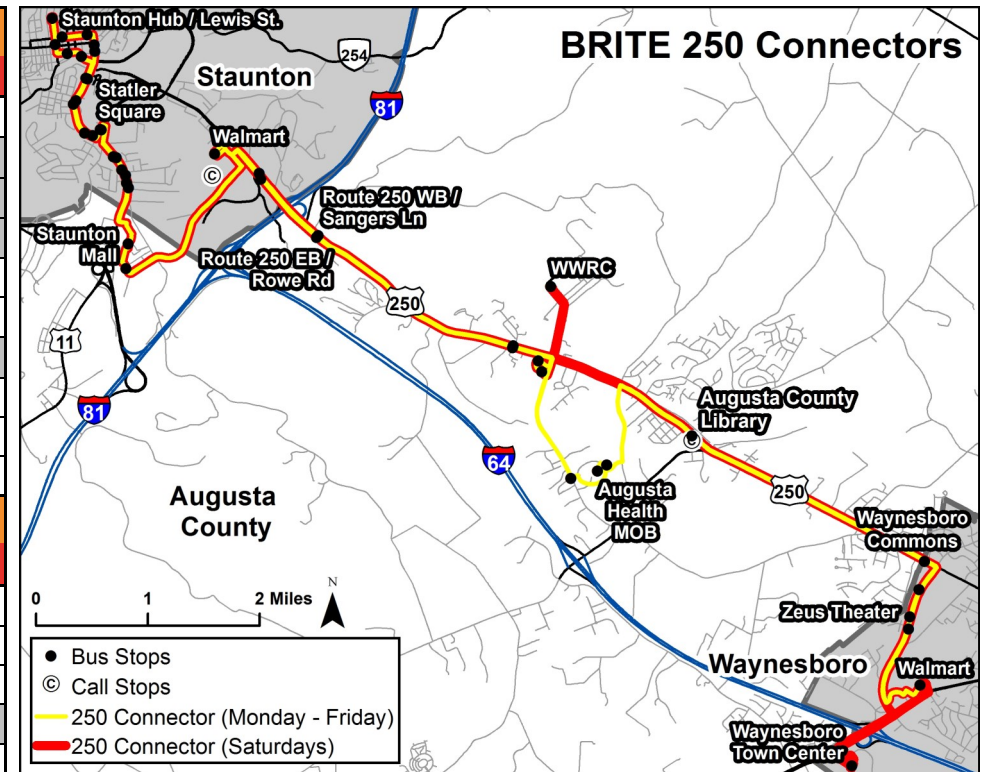 BRITE 250 Connectors
Staunton Hub / Lewis St.
254
Staunton
81
Statler
Square
Walmart
C
Route 250 WB /
Sangers Ln
Staunton
Mall
Route 250 EB /
Rowe Rd
WWRC
250
11
81
Augusta County
Library
C
64
250
Augusta
County
Augusta
Health
MOB
Waynesboro
Commons
N
0 1 2 Miles
Zeus Theater
Bus Stops
C Call Stops
250 Connector (Monday - Friday)
250 Connector (Saturdays)
Waynesboro
Walmart
Waynesboro
Town Center